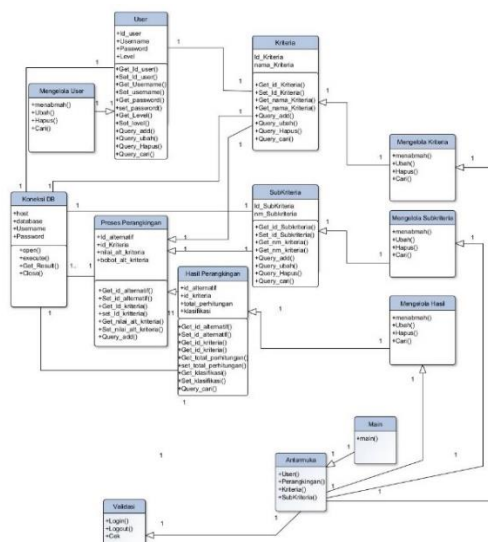 User
+Id_user
+Username
+Password
+Level
+Get_Id_user()
+Set_Id_user()
+Get_Username()
+Set_username()
+Get_password()
+set_password()
+Get_Level()
+Set_level()
+Query_add()
+Query_ubah()
+Query_Hapus()
+Query_cari()
Mengelola User
+menabmah()
+Ubah()
+Hapus()
+Cari()
Kriteria
Id_Kriteria
nama_Kriteria
+Get_id_Kriteria()
+Set_Id_Kriteria()
+Get_nama_Kriteria()
+Get_nama_Kriteria()
+Query_add()
+Query_ubah()
+Query_Hapus()
+Query_cari()
Mengelola Kriteria
+menabmah()
+Ubah()
+Hapus()
+Cari()
Koneksi DB
+host
+database
+Username
+Password
+open()
+execute()
+Get_Result()
+Close()
Proses Perangkingan
+id_alternatif
+id_Kriteria
+nilai_alt_kriteria
+bobot_alt_kriteria
+Get_id_alternatif()
+Set_id_alternatif()
+Get_id_kriteria()
+set_id_kriteria()
+Get_nilai_alt_kriteria()
+Set_nilai_alt_kriteria()
+Query_add()
SubKriteria
Id_SubKriteria
nm_Subkriteria
+Get_id_Subkriteria()
+Set_id_Subkriteria()
+Get_nm_kriteria()
+Get_nm_kriteria()
+Query_add()
+Query_ubah()
+Query_Hapus()
+Query_cari()
Mengelola Subkriteria
+menabmah()
+Ubah()
+Hapus()
+Cari()
Hasil Perangkingan
+id_alternatif
+id_kriteria
+total_perhitungan
+klasifikasi
+Get_id_alternatif()
+Set_id_alternatif()
+Get_id_kriteria()
+Get_id_kriteria()
+Get_total_perhitungan()
+set_total_perhitungan()
+Get_klasifikasi()
+Set_klasifikasi()
+Query_cari()
Mengelola Hasil
+menabmah()
+Ubah()
+Hapus()
+Cari()
Main
+main()
Antarmuka
+User()
+Perangkingan()
+Kriteria()
+SubKriteria()
Validasi
+Login()
+Logout()
+Cek